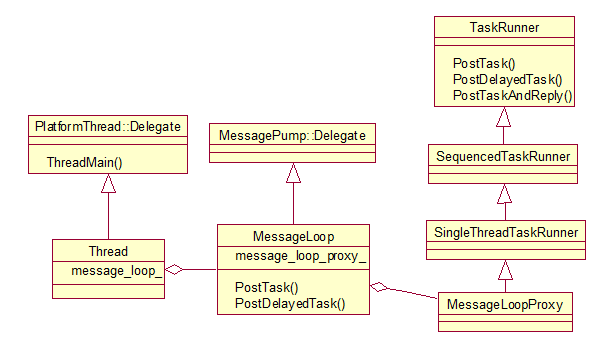 TaskRunner
PostTask()
PostDelayedTask()
PostTaskAndReply()
PlatformThread::Delegate
ThreadMain()
MessagePump::Delegate
SequencedTaskRunner
SingleThreadTaskRunner
Thread
message_loop_
MessageLoop
message_loop_proxy_
PostTask()
PostDelayedTask()
MessageLoopProxy